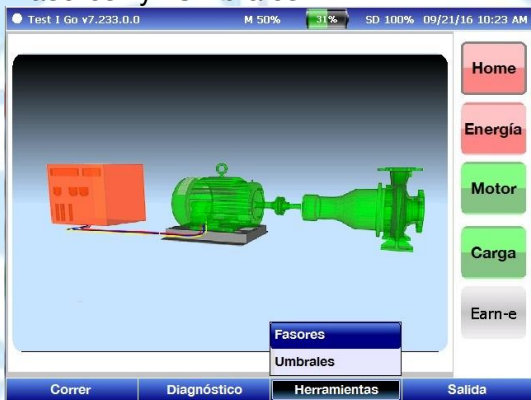 Test I Go v7.233.0.0 M 50% 31% SD 100% 09/21/16 10:23 AM
Home
Energía
Motor
Carga
Earn-e
Fasores
Umbrales
Correr Diagnóstico Herramientas Salida